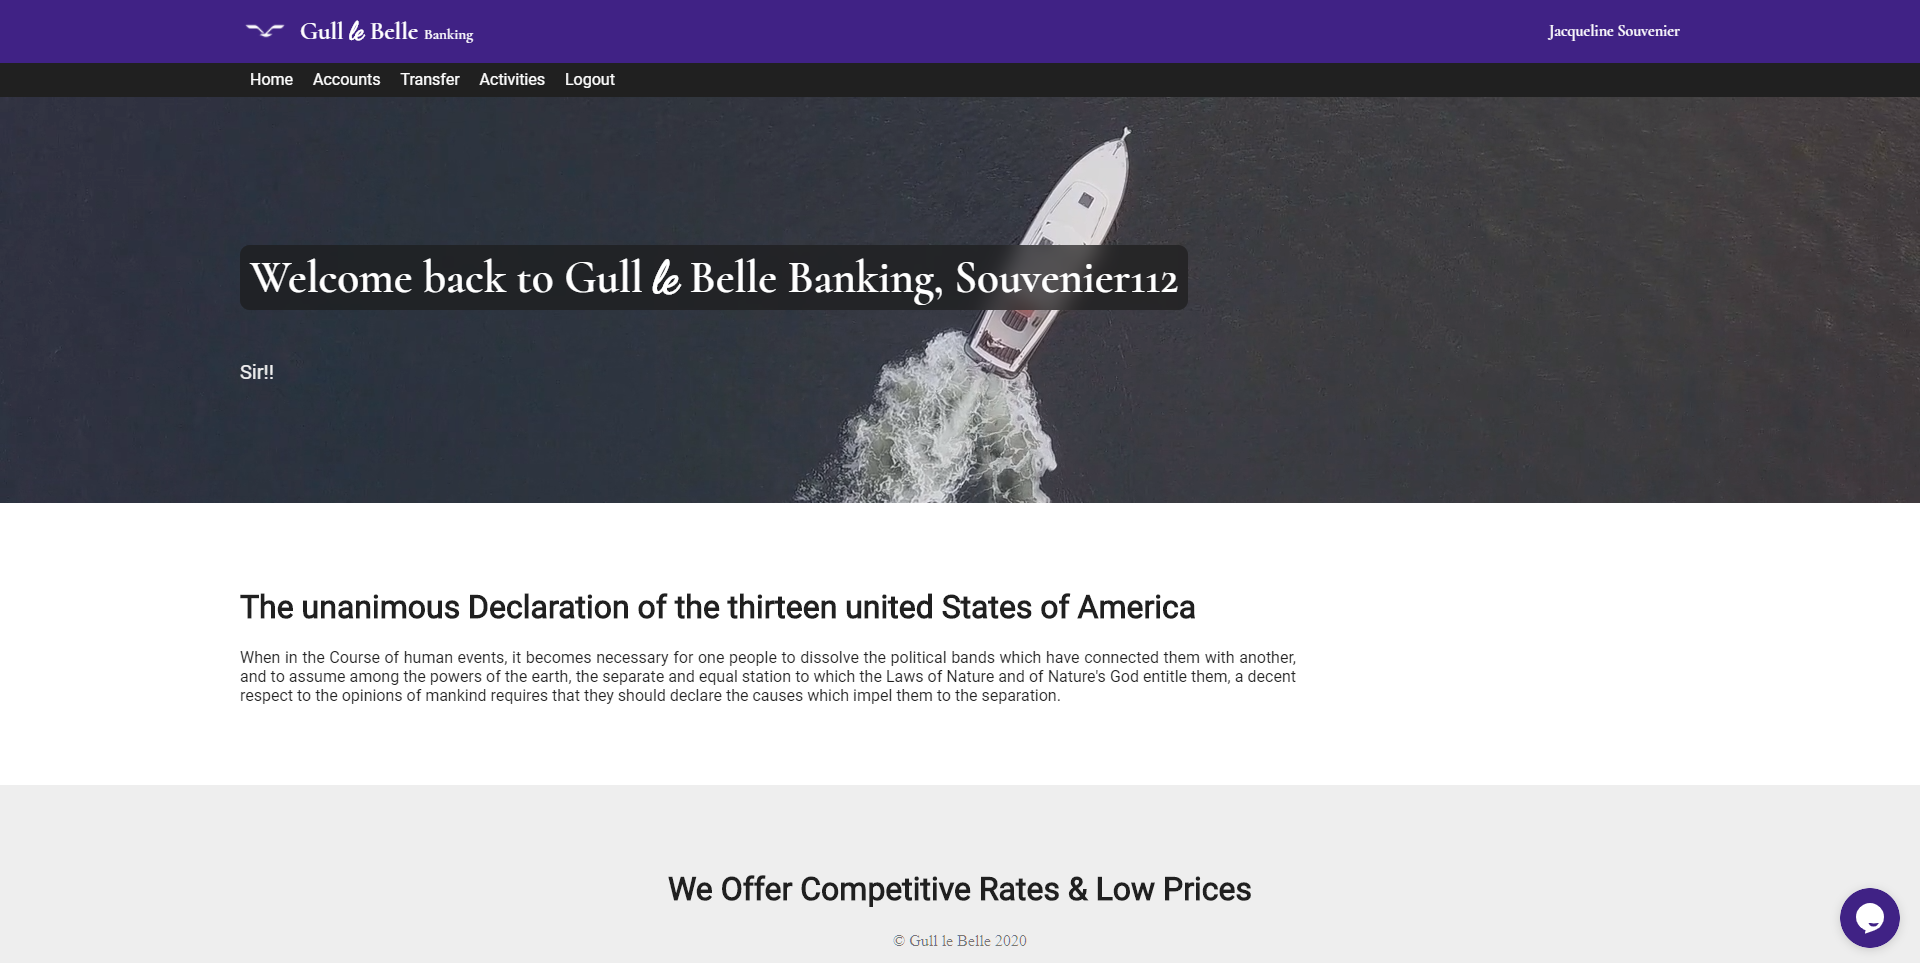 Gull le Belle Banking
Jacqueline Souvenier
Home Accounts Transfer Activities Logout
Welcome back to Gull le Belle Banking, Souvenier112
Sir!!
The unanimous Declaration of the thirteen united States of America
When in the Course of human events, it becomes necessary for one people to dissolve the political bands which have connected them with another,
and to assume among the powers of the earth, the separate and equal station to which the Laws of Nature and of Nature's God entitle them, a decent
respect to the opinions of mankind requires that they should declare the causes which impel them to the separation.
We Offer Competitive Rates & Low Prices
© Gull le Belle 2020